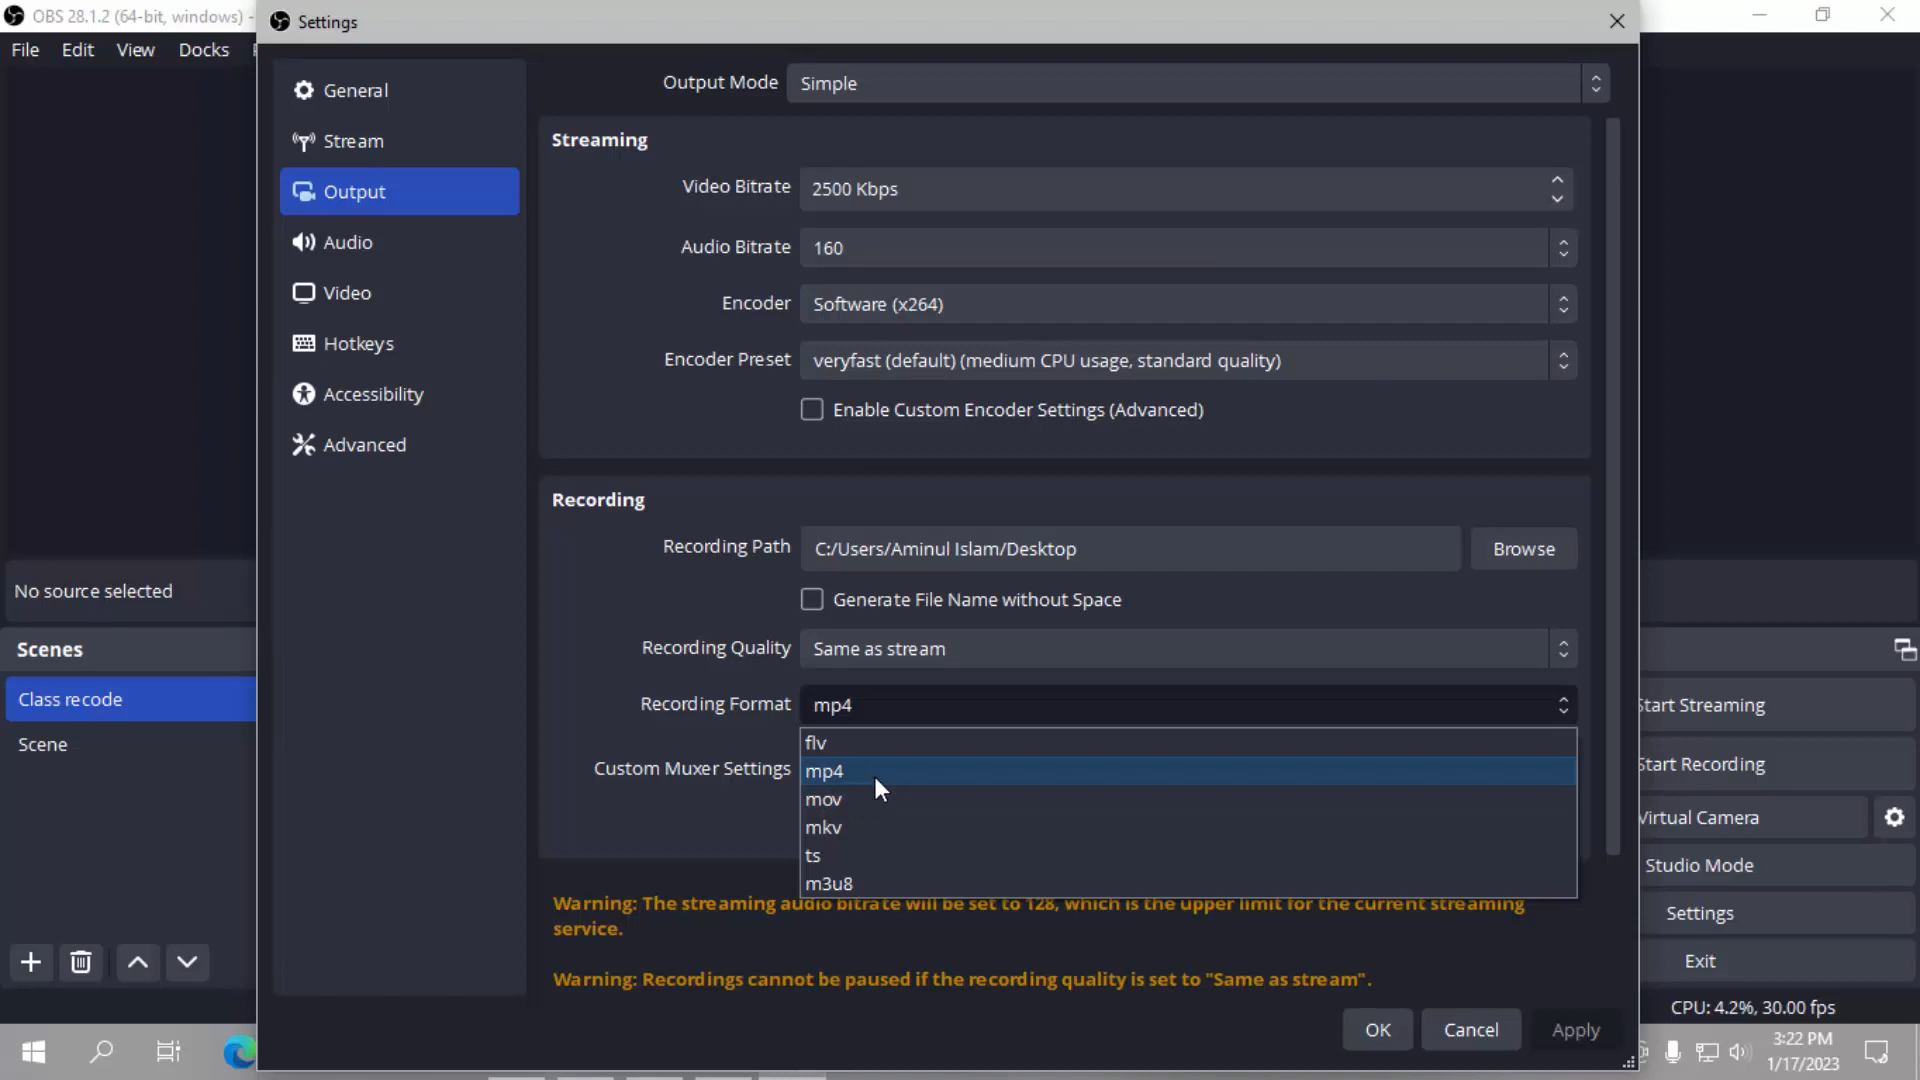 OBS 28.1.2 (64-bit, windows) -
Settings
File Edit View Docks
General
Stream
Output
Audio
Video
Hotkeys
Accessibility
Advanced
Output Mode Simple
Streaming
Video Bitrate 2500 Kbps
Audio Bitrate 160
Encoder Software (x264)
Encoder Preset veryfast (default) (medium CPU usage, standard quality)
Enable Custom Encoder Settings (Advanced)
Recording
Recording Path C:/Users/Aminul Islam/Desktop Browse
Generate File Name without Space
Recording Quality Same as stream
Recording Format mp4
flv
Custom Muxer Settings mp4
mov
mkv
ts
m3u8
Warning: The streaming audio bitrate will be set to 128, which is the upper limit for the current streaming
service.
Warning: Recordings cannot be paused if the recording quality is set to "Same as stream".
OK Cancel Apply
No source selected
Scenes
Class recode
Scene
Start Streaming
Start Recording
Virtual Camera
Studio Mode
Settings
Exit
CPU: 4.2%, 30.00 fps
3:22 PM
1/17/2023